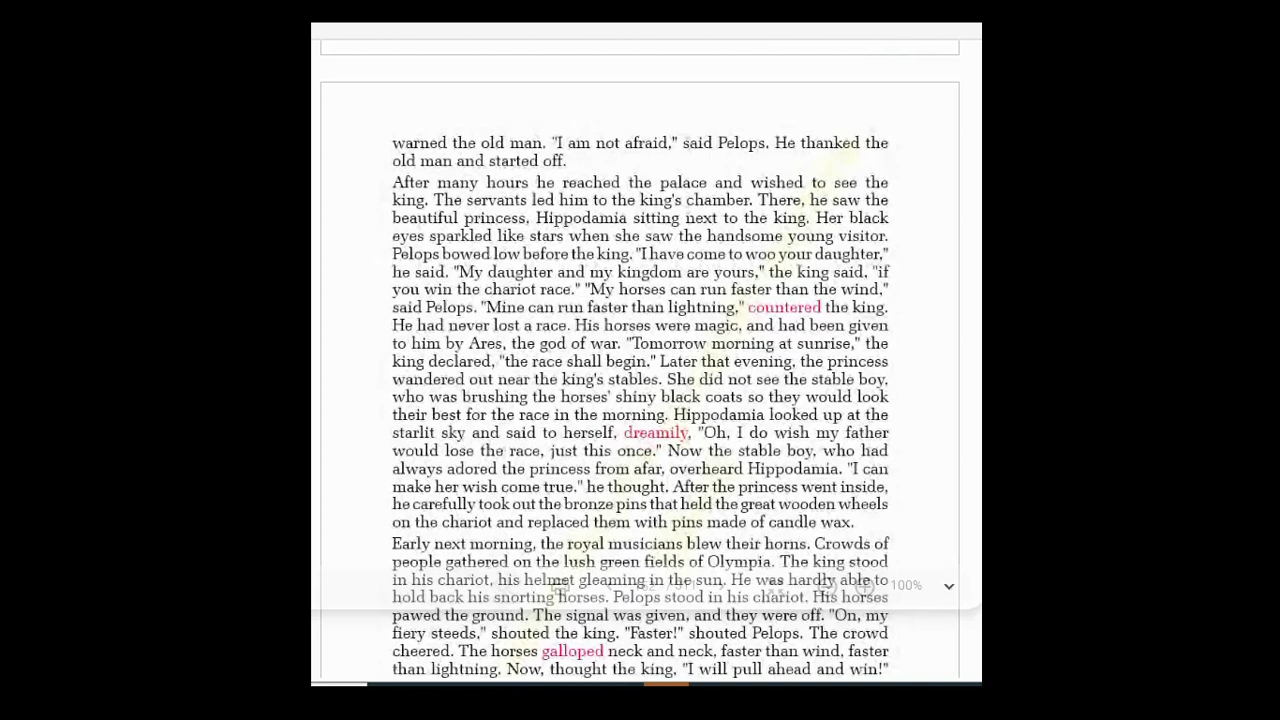 warned the old man. "I am not afraid," said Pelops. He thanked the
old man and started off.
After many hours he reached the palace and wished to see the
king. The servants led him to the king's chamber. There, he saw the
beautiful princess, Hippodamia sitting next to the king. Her black
eyes sparkled like stars when she saw the handsome young visitor.
Pelops bowed low before the king. "I have come to woo your daughter,"
he said. "My daughter and my kingdom are yours," the king said, "if
you win the chariot race." "My horses can run faster than the wind,"
said Pelops. "Mine can run faster than lightning," countered the king.
He had never lost a race. His horses were magic, and had been given
to him by Ares, the god of war. "Tomorrow morning at sunrise," the
king declared, "the race shall begin." Later that evening, the princess
wandered out near the king's stables. She did not see the stable boy,
who was brushing the horses' shiny black coats so they would look
their best for the race in the morning. Hippodamia looked up at the
starlit sky and said to herself, dreamily, "Oh, I do wish my father
would lose the race, just this once." Now the stable boy, who had
always adored the princess from afar, overheard Hippodamia. "I can
make her wish come true." he thought. After the princess went inside,
he carefully took out the bronze pins that held the great wooden wheels
on the chariot and replaced them with pins made of candle wax.
Early next morning, the royal musicians blew their horns. Crowds of
people gathered on the lush green fields of Olympia. The king stood
in his chariot, his helmet gleaming in the sun. He was hardly able to
100%
hold back his snorting horses. Pelops stood in his chariot. His horses
pawed the ground. The signal was given, and they were off. "On, my
fiery steeds," shouted the king. "Faster!" shouted Pelops. The crowd
cheered. The horses galloped neck and neck, faster than wind, faster
than lightning. Now, thought the king, "I will pull ahead and win!"